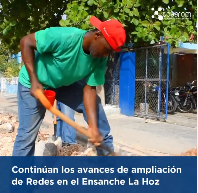 Continúan los avances de ampliación
de Redes en el Ensanche La Hoz